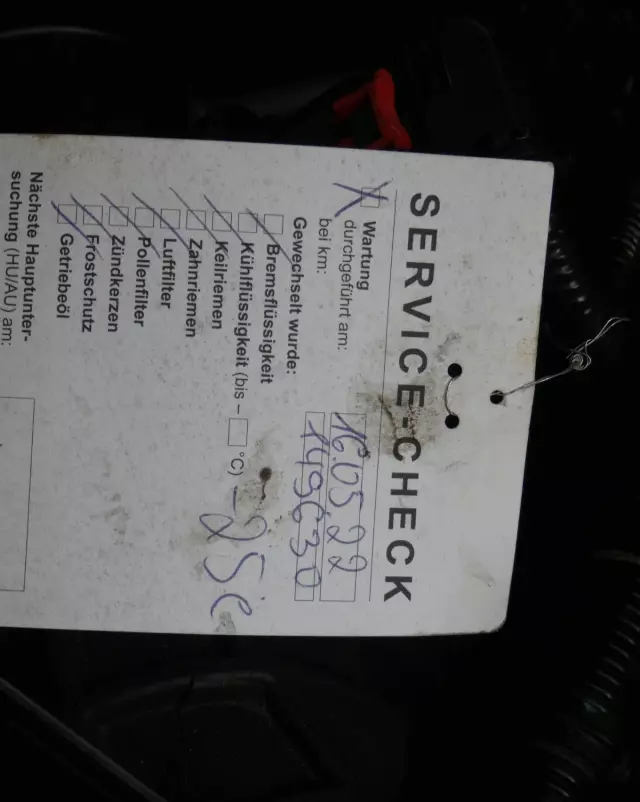 SERVICE-CHECK
Wartung
durchgeführt am: 16.05.22
bei km: 149630
Gewechselt wurde:
Bremsflüssigkeit
Kühlflüssigkeit (bis – °C) -25C
Keilriemen
Zahnriemen
Luftfilter
Pollenfilter
Zündkerzen
Frostschutz
Getriebeöl
Nächste Hauptunter-
suchung (HU/AU) am: